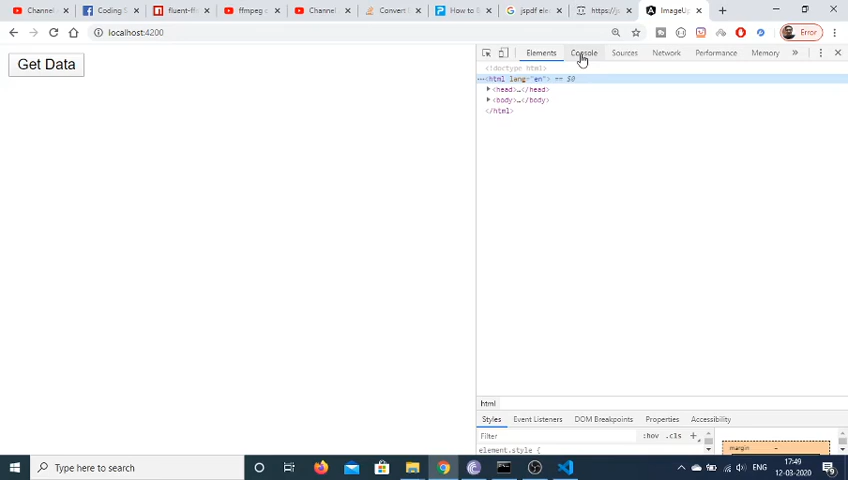 Channel
Coding S
fluent-ff
ffmpeg c
Channel
Convert
How to E
jspdf ele
https://js
ImageUp
localhost:4200
Error
Get Data
Elements
Console
Sources
Network
Performance
Memory
»
<!doctype html>
<html lang="en"> == $0
<head>…</head>
<body>…</body>
</html>
html
Styles
Event Listeners
DOM Breakpoints
Properties
Accessibility
Filter
:hov .cls +
element.style {
margin
Type here to search
ENG
17:49
12-03-2020